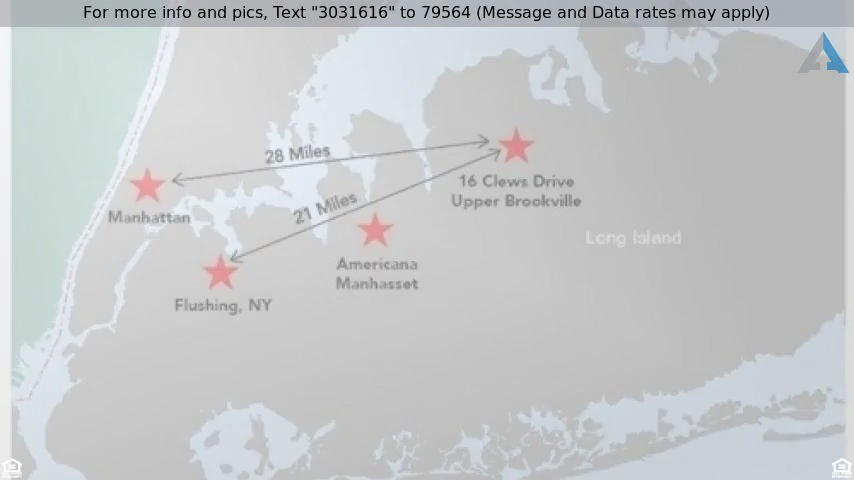 For more info and pics, Text "3031616" to 79564 (Message and Data rates may apply)
28 Miles
16 Clews Drive
Upper Brookville
Manhattan
21 Miles
Long Island
Americana
Manhasset
Flushing, NY